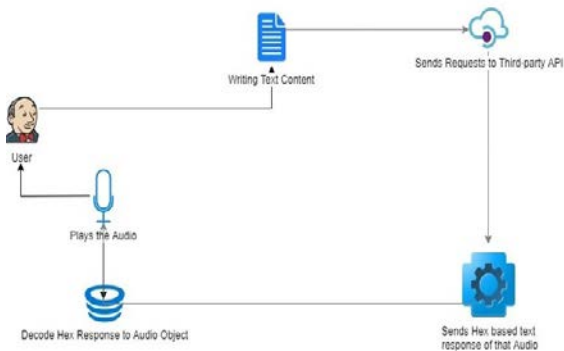 Writing Text Content
Sends Requests to Third-party API
User
Plays the Audio
Decode Hex Response to Audio Object
Sends Hex based text
response of that Audio